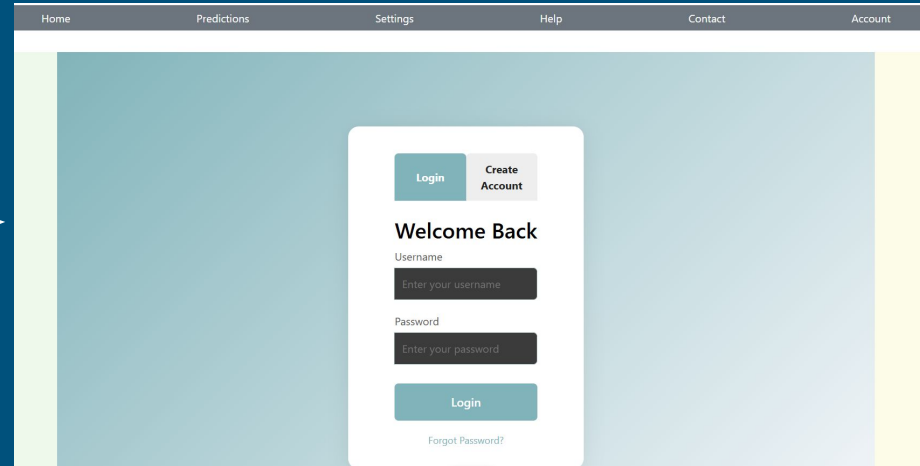 Home Predictions Settings Help Contact Account
Login Create Account
Welcome Back
Username
Enter your username
Password
Enter your password
Login
Forgot Password?